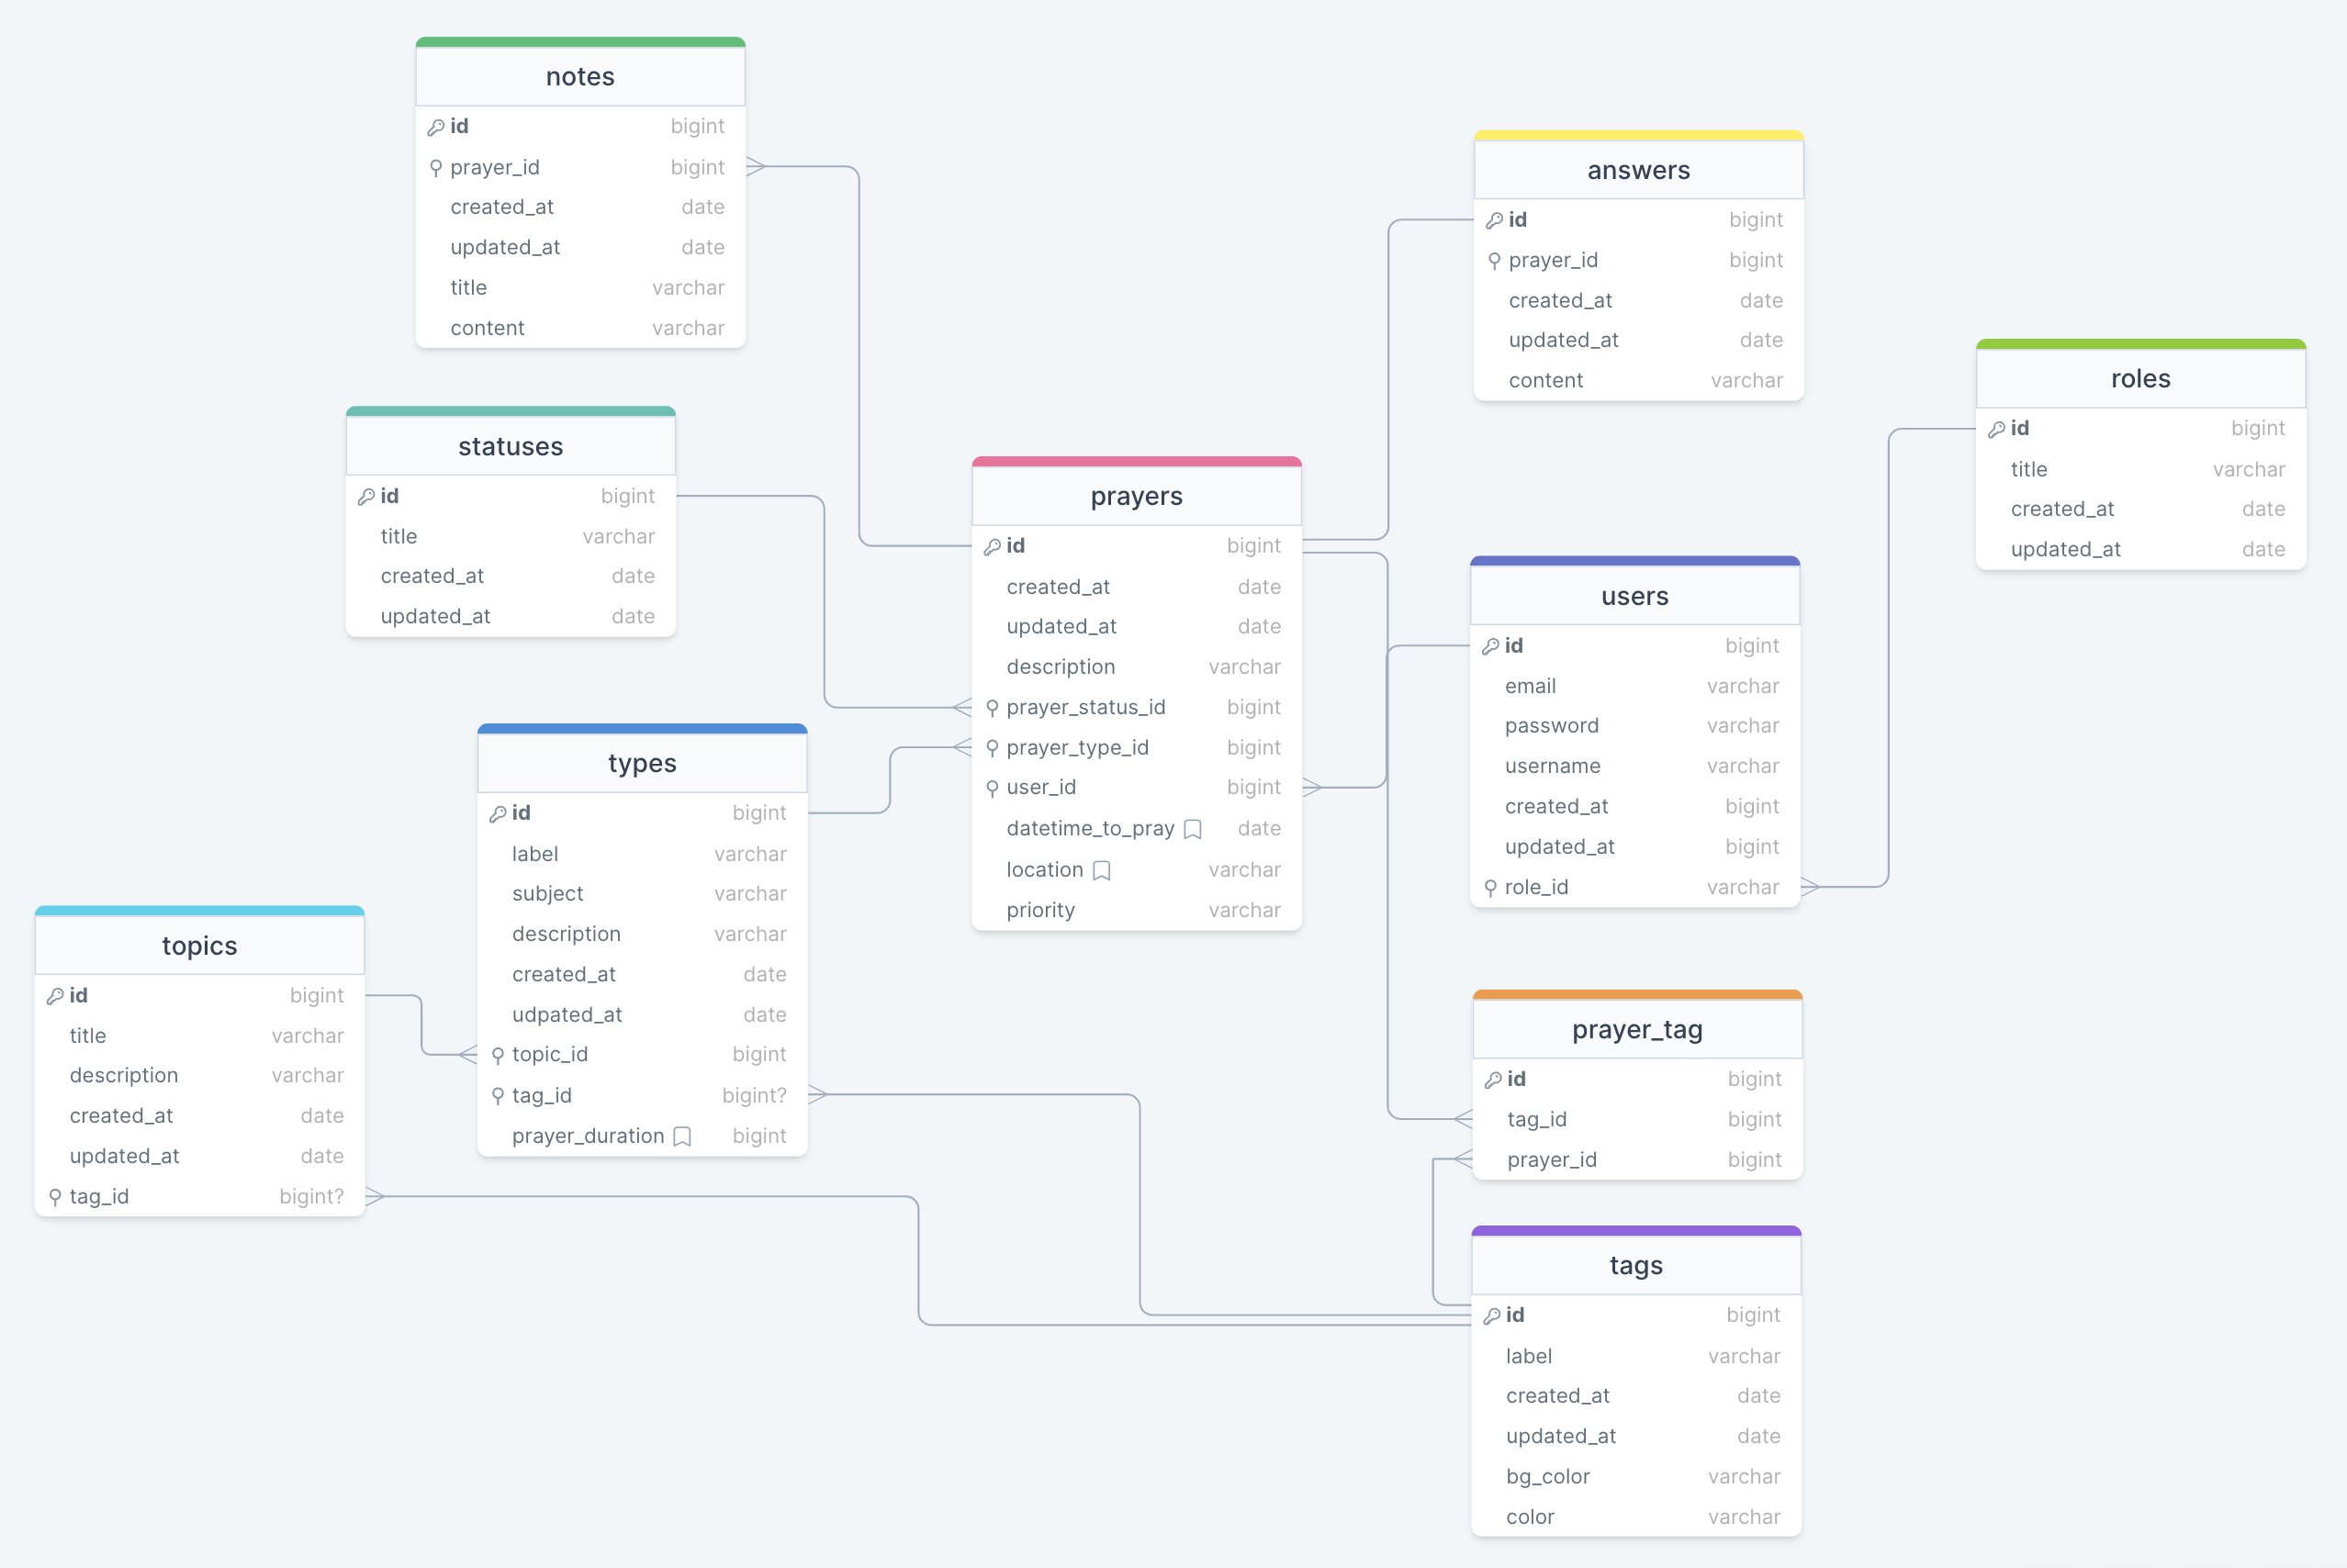 notes
id bigint
prayer_id bigint
created_at date
updated_at date
title varchar
content varchar
statuses
id bigint
title varchar
created_at date
updated_at date
types
id bigint
label varchar
subject varchar
description varchar
created_at date
udpated_at date
topic_id bigint
tag_id bigint?
prayer_duration bigint
topics
id bigint
title varchar
description varchar
created_at date
updated_at date
tag_id bigint?
prayers
id bigint
created_at date
updated_at date
description varchar
prayer_status_id bigint
prayer_type_id bigint
user_id bigint
datetime_to_pray date
location varchar
priority varchar
answers
id bigint
prayer_id bigint
created_at date
updated_at date
content varchar
roles
id bigint
title varchar
created_at date
updated_at date
users
id bigint
email varchar
password varchar
username varchar
created_at bigint
updated_at bigint
role_id varchar
prayer_tag
id bigint
tag_id bigint
prayer_id bigint
tags
id bigint
label varchar
created_at date
updated_at date
bg_color varchar
color varchar